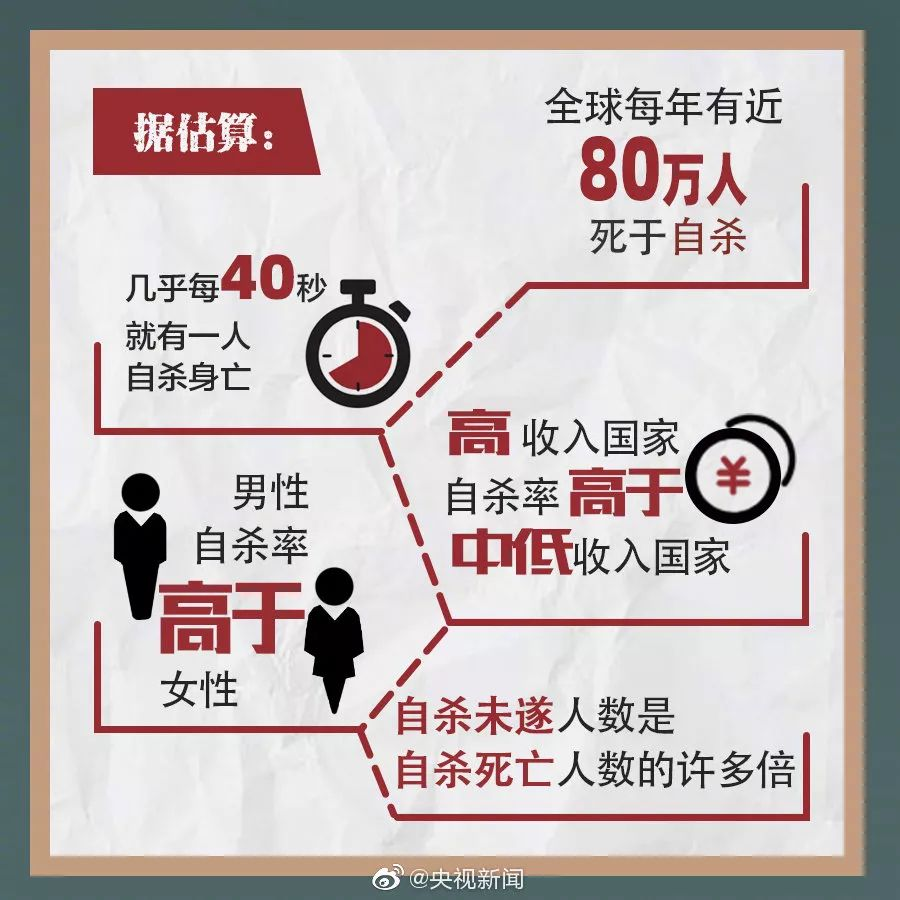 据估算：
全球每年有近
80万人
死于自杀
几乎每40秒
就有一人
自杀身亡
高收入国家
自杀率高于
中低收入国家
¥
男性
自杀率
高于
女性
自杀未遂人数是
自杀死亡人数的许多倍
@央视新闻